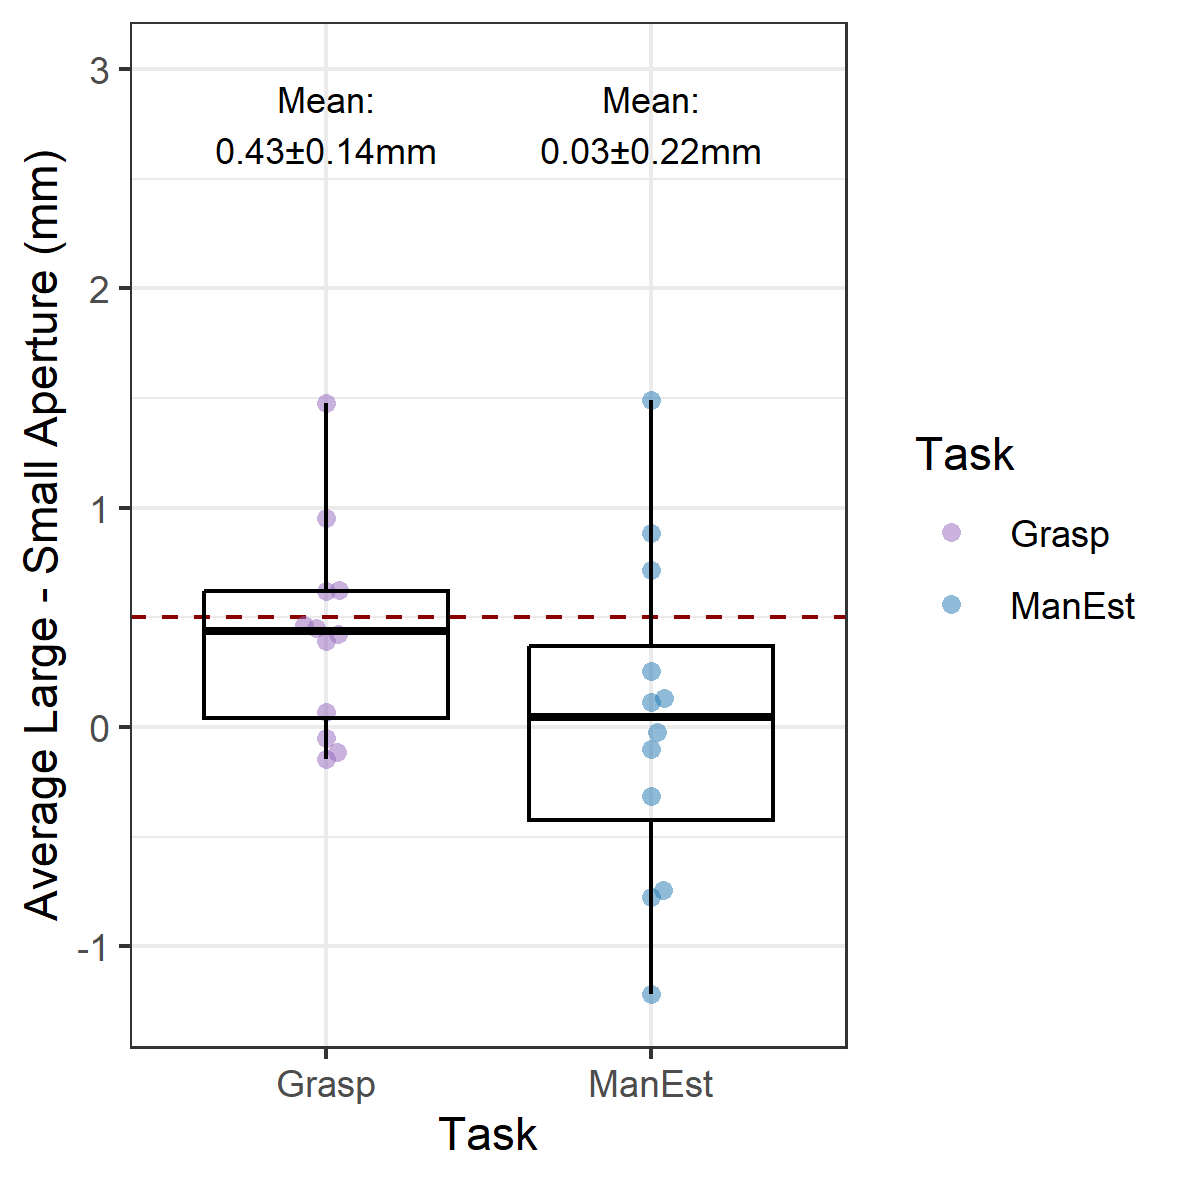 Average Large - Small Aperture (mm)
3
2
1
0
-1
Mean:
0.43±0.14mm
Mean:
0.03±0.22mm
Grasp
ManEst
Task
Task
Grasp
ManEst